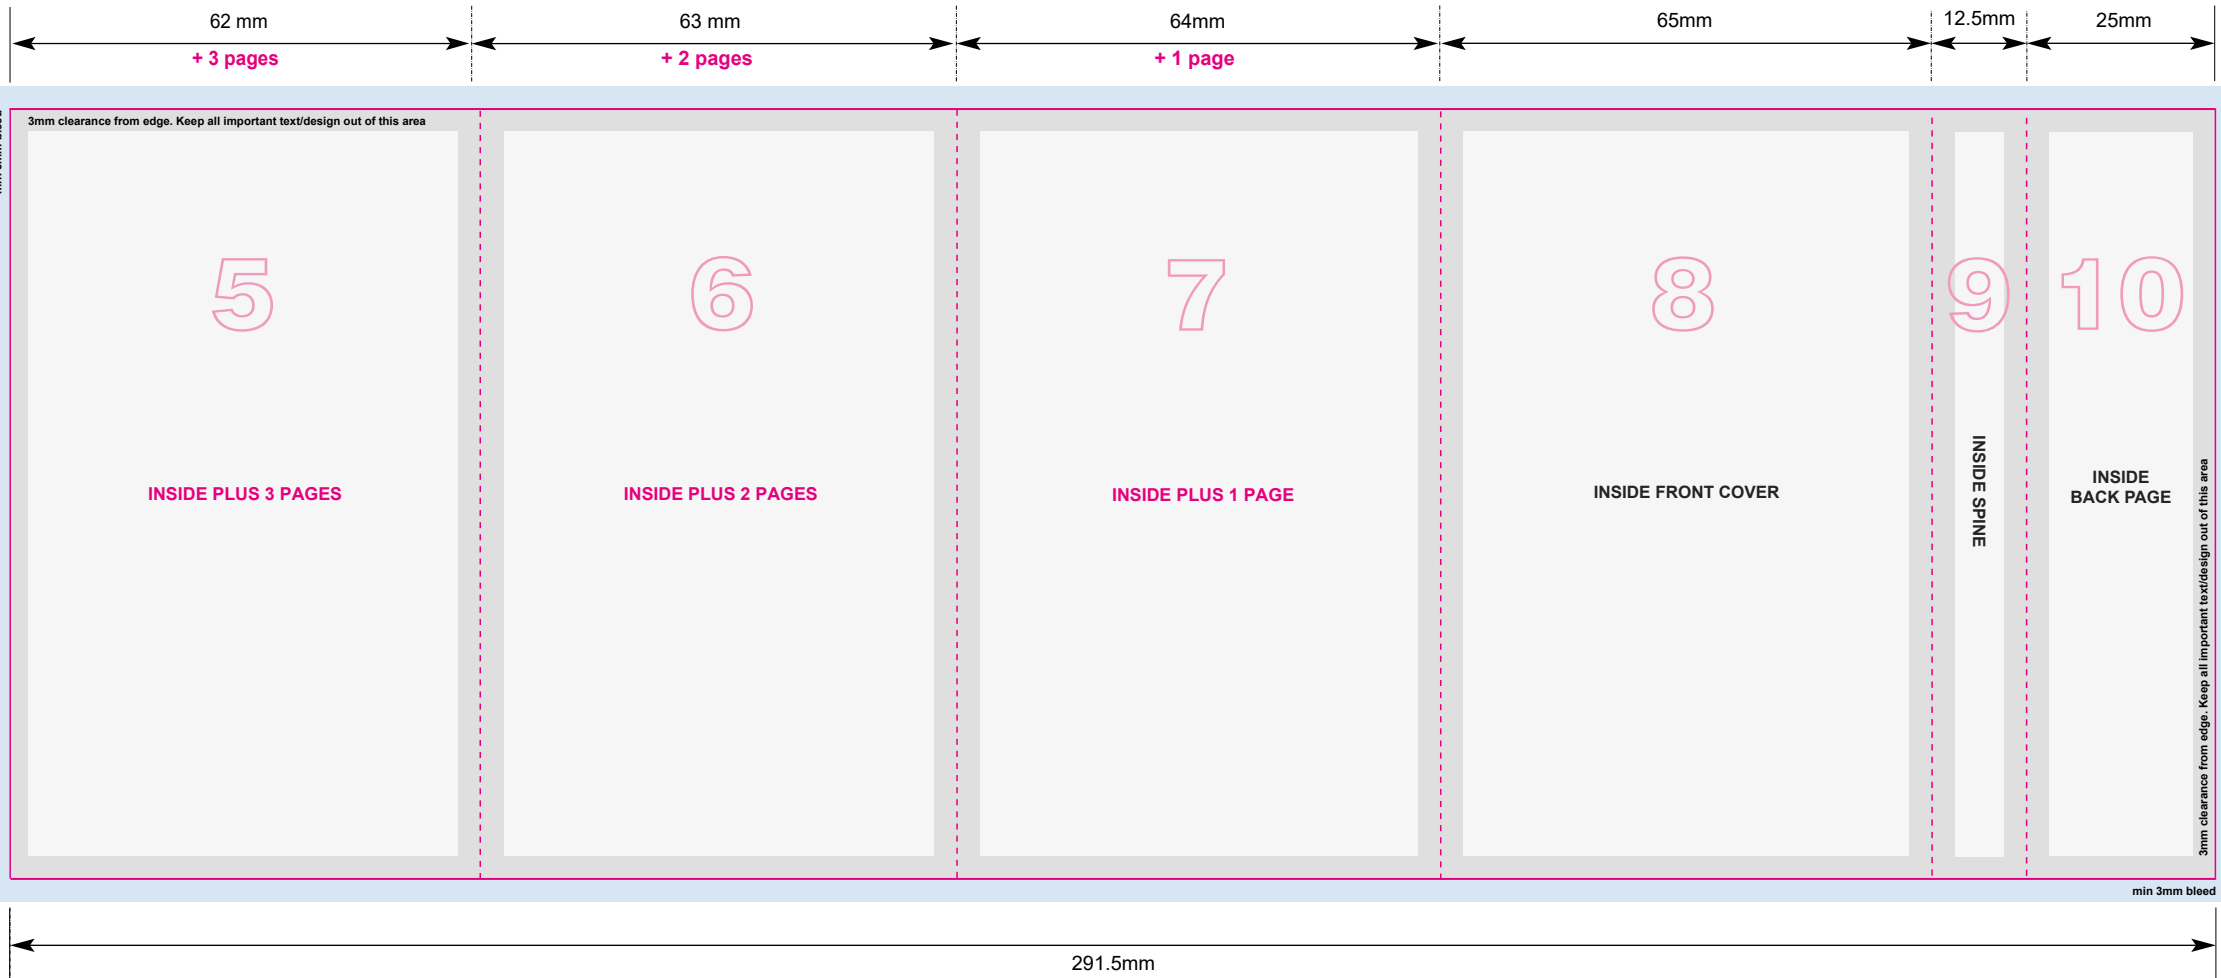 62 mm
63 mm
64mm
65mm
12.5mm
25mm
+ 3 pages
+ 2 pages
+ 1 page
3mm clearance from edge. Keep all important text/design out of this area
5
6
7
8
9
10
INSIDE PLUS 3 PAGES
INSIDE PLUS 2 PAGES
INSIDE PLUS 1 PAGE
INSIDE FRONT COVER
INSIDE SPINE
INSIDE
BACK PAGE
3mm clearance from edge. Keep all important text/design out of this area
min 3mm bleed
291.5mm